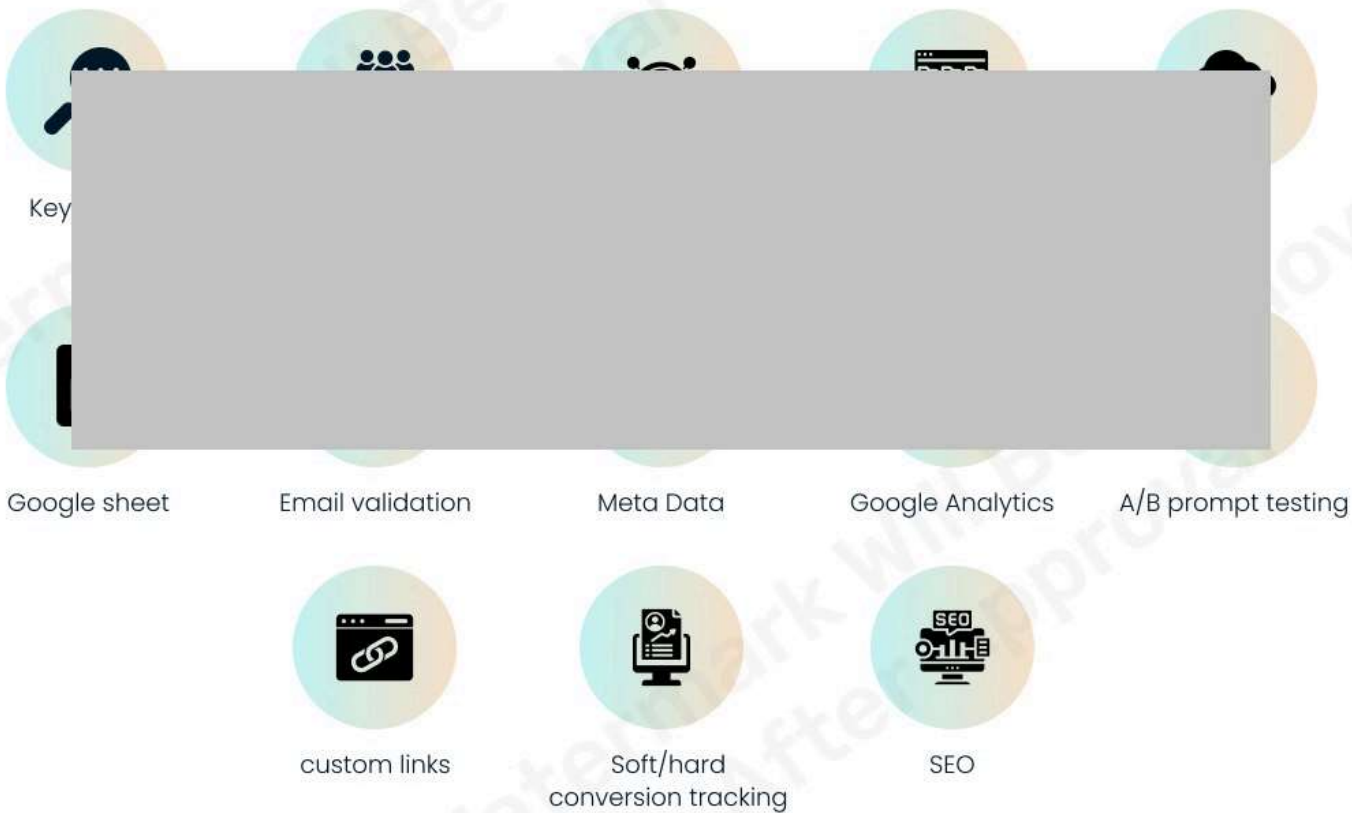 Key
Google sheet
Email validation
Meta Data
Google Analytics
A/B prompt testing
SEO
custom links
Soft/hard
conversion tracking
SEO